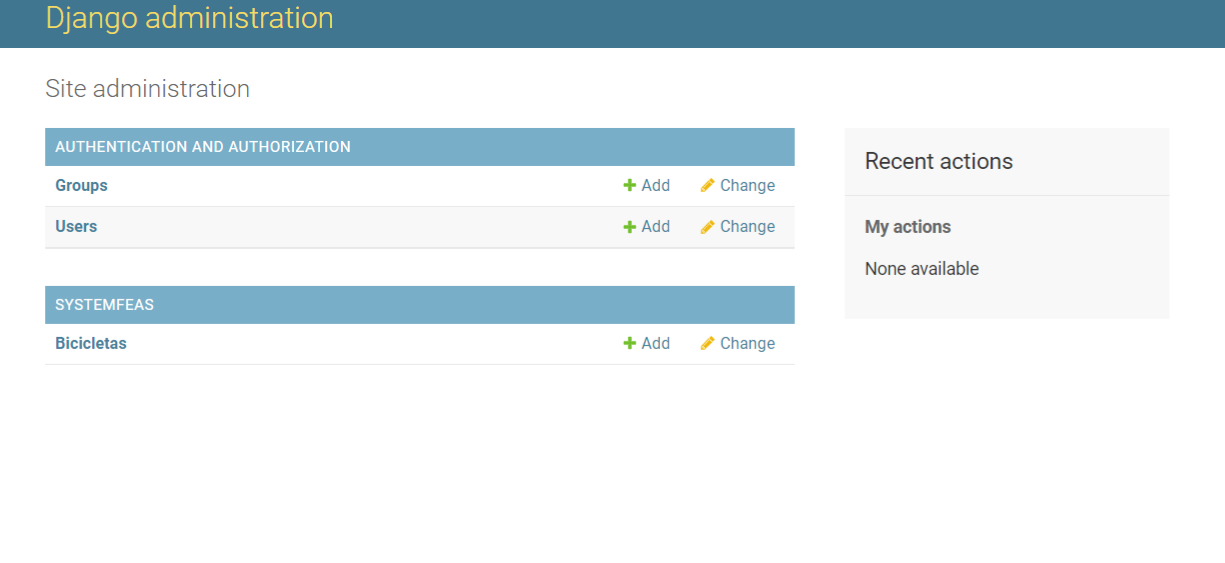 Django administration
Site administration
AUTHENTICATION AND AUTHORIZATION
Groups Add Change
Users Add Change
SYSTEMFEAS
Bicicletas Add Change
Recent actions
My actions
None available